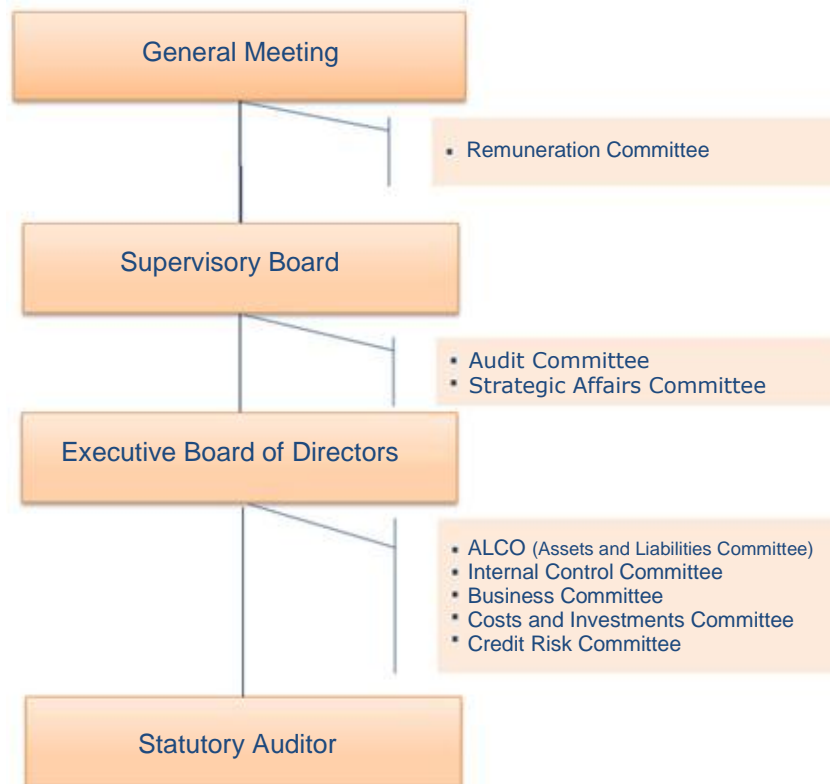 General Meeting
▪ Remuneration Committee
Supervisory Board
▪ Audit Committee
▪ Strategic Affairs Committee
Executive Board of Directors
▪ ALCO (Assets and Liabilities Committee)
▪ Internal Control Committee
▪ Business Committee
▪ Costs and Investments Committee
▪ Credit Risk Committee
Statutory Auditor